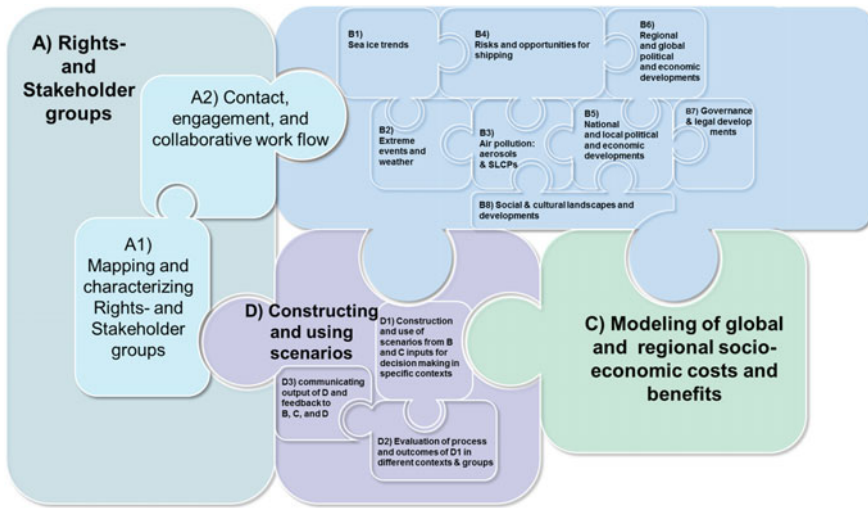 A) Rights-
and
Stakeholder
groups
A2) Contact,
engagement, and
collaborative work flow
A1)
Mapping and
characterizing
Rights- and
Stakeholder
groups
B1)
Sea ice trends
B4)
Risks and opportunities for
shipping
B6)
Regional
and global
political
and economic
developments
B2)
Extreme
events and
weather
B3)
Air pollution:
aerosols
& SLCPs
B5)
National
and local political
and economic
developments
B7) Governance
& legal develop
ments
B8) Social & cultural landscapes and
developments
D) Constructing
and using
scenarios
D1) Construction
and use of
scenarios from B
and C inputs for
decision making in
specific contexts
D3) communicating
output of D and
feedback to
B, C, and D
D2) Evaluation of process
and outcomes of D1 in
different contexts & groups
C) Modeling of global
and regional socio-
economic costs and
benefits